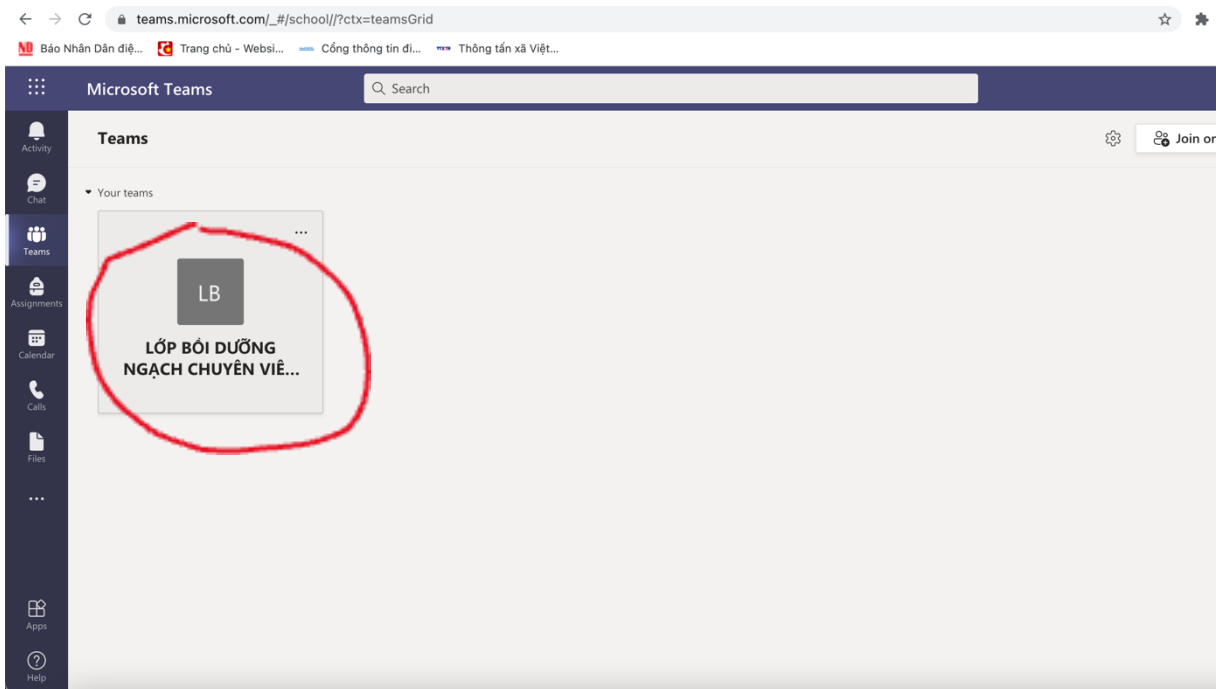 teams.microsoft.com/_#/school//?ctx=teamsGrid
Báo Nhân Dân điệ... Trang chủ - Websi... Cổng thông tin đi... Thông tấn xã Việt...
Microsoft Teams
Search
Activity
Chat
Teams
Assignments
Calendar
Calls
Files
Apps
Help
Teams
Join or
Your teams
...
LB
LỚP BỒI DƯỠNG
NGẠCH CHUYÊN VIÊ...